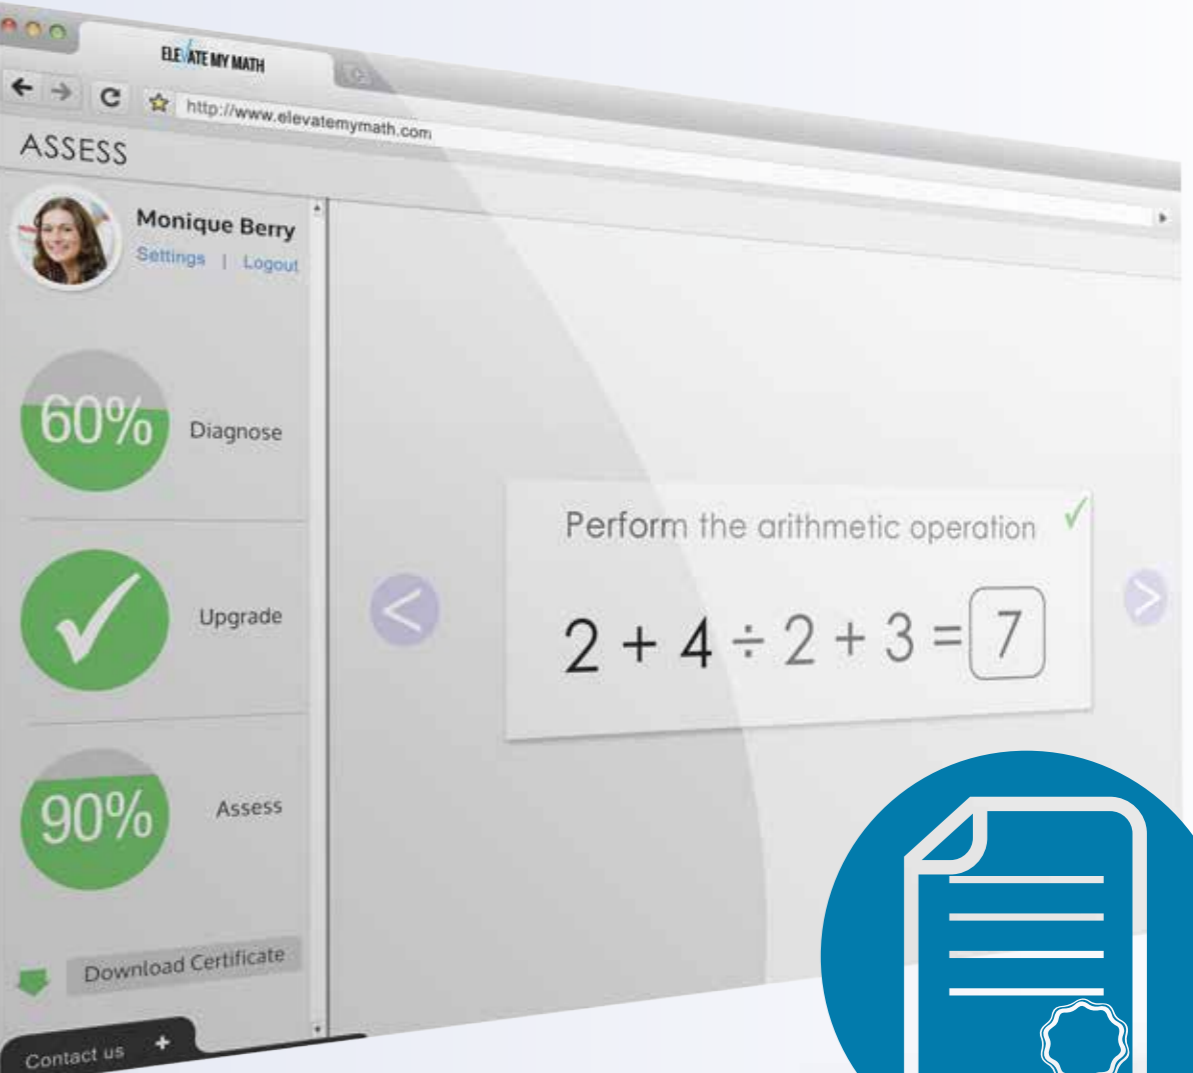 ELEVATE MY MATH
http://www.elevatemymath.com
ASSESS
Monique Berry
Settings | Logout
60%
Diagnose
Upgrade
90%
Assess
Download Certificate
Contact us +
Perform the arithmetic operation
2 + 4 ÷ 2 + 3 = 7